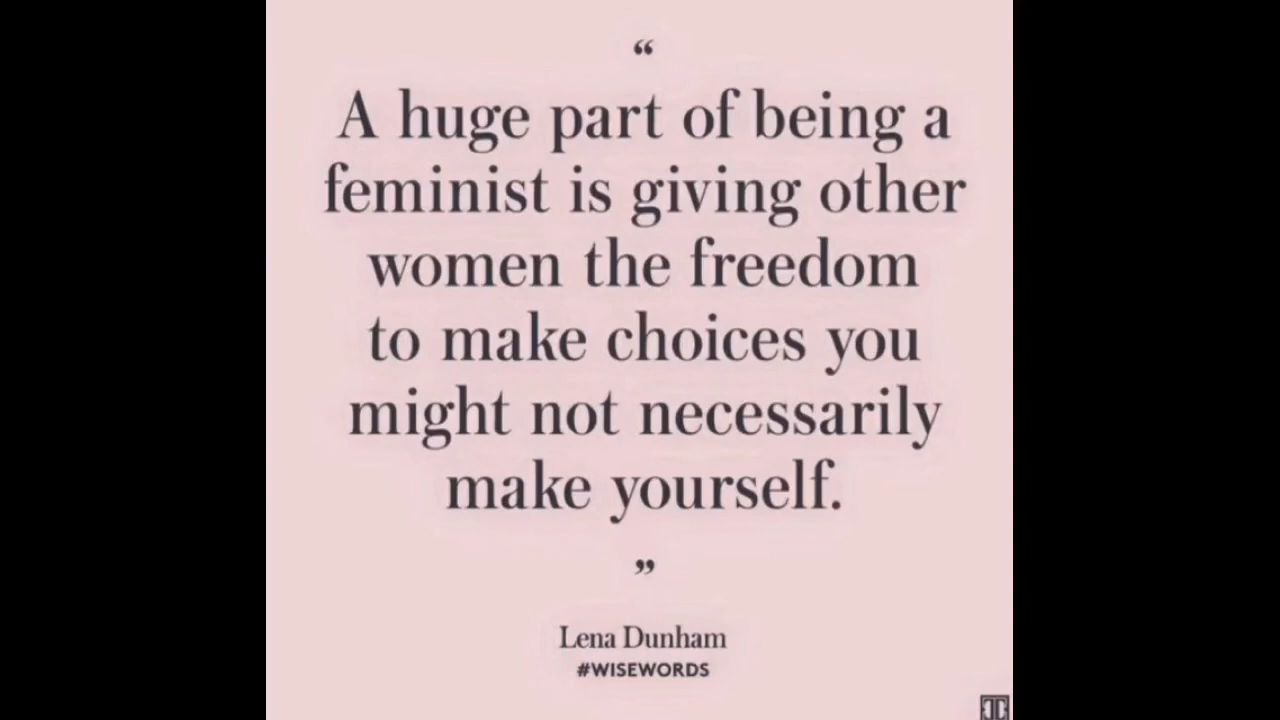 “
A huge part of being a
feminist is giving other
women the freedom
to make choices you
might not necessarily
make yourself.
”
Lena Dunham
#WISEWORDS